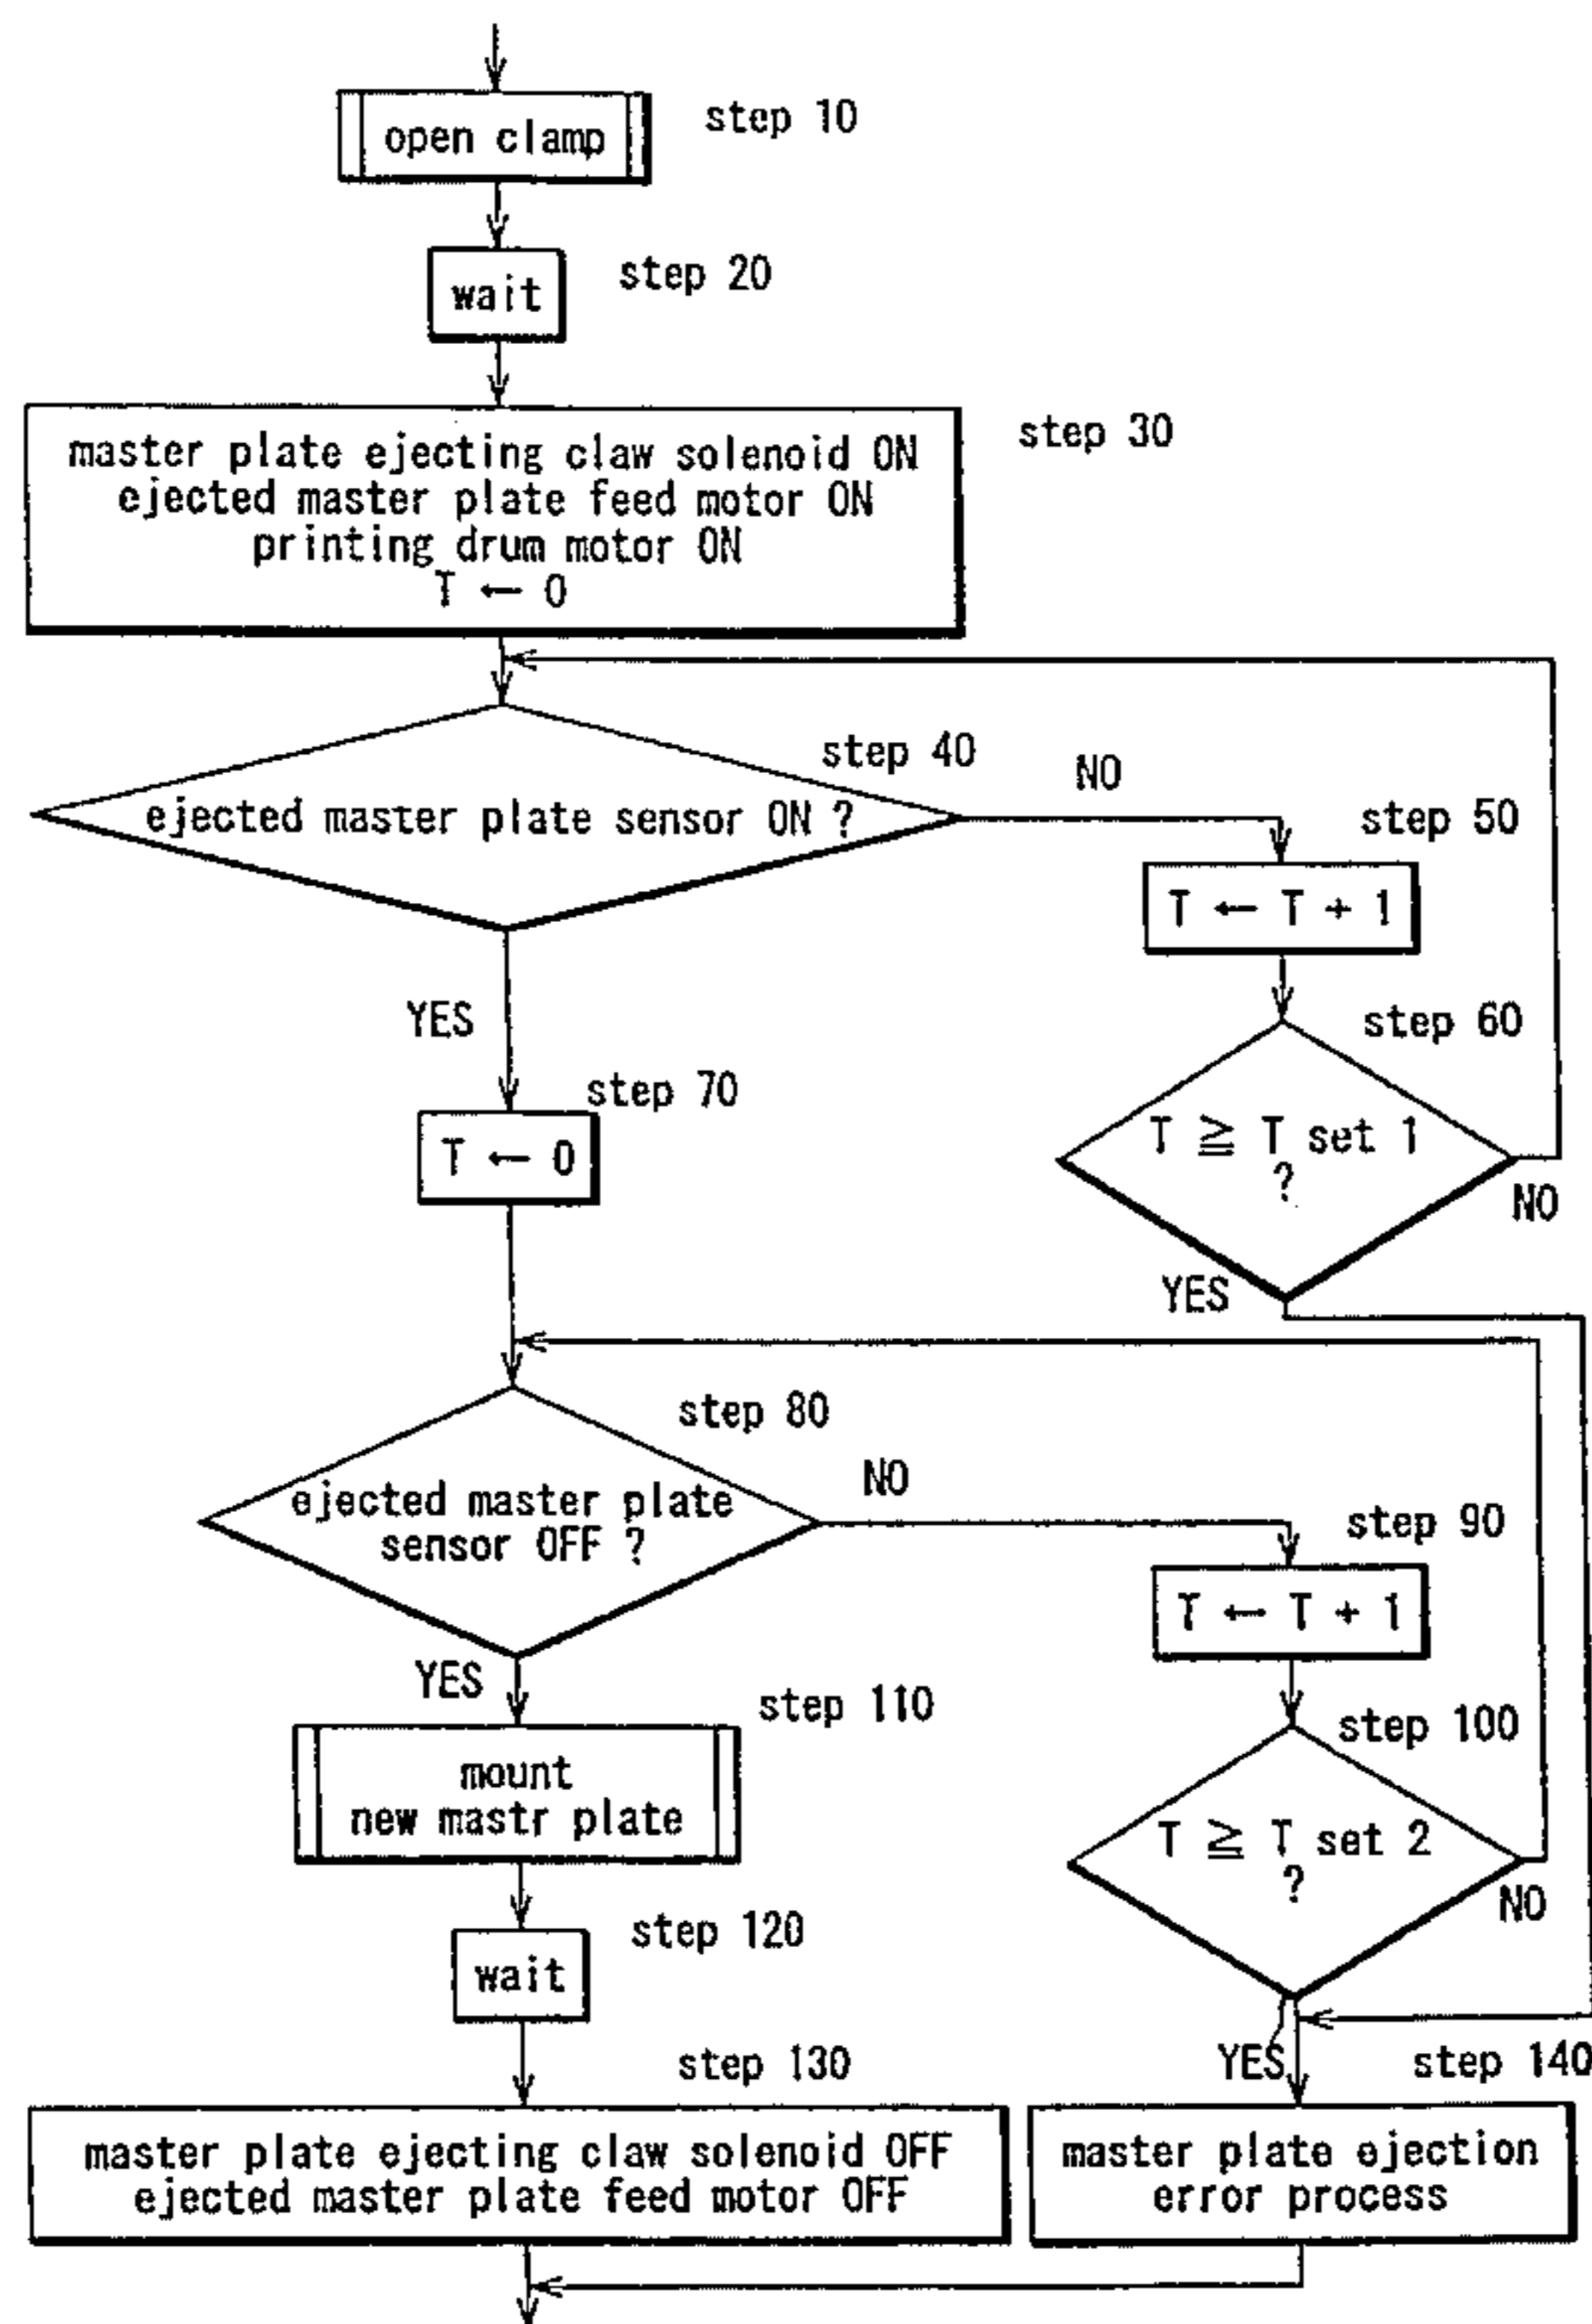 open clamp
step 10
wait
step 20
master plate ejecting claw solenoid ON
ejected master plate feed motor ON
printing drum motor ON
T ← 0
step 30
ejected master plate sensor ON ?
step 40
NO
step 50
T ← T + 1
YES
step 60
T ≧ T set 1
?
NO
YES
step 70
T ← 0
step 80
ejected master plate
sensor OFF ?
NO
step 90
T ← T + 1
YES
step 100
T ≧ T set 2
?
NO
YES
step 110
mount
new mastr plate
step 120
wait
step 130
master plate ejecting claw solenoid OFF
ejected master plate feed motor OFF
step 140
master plate ejection
error process